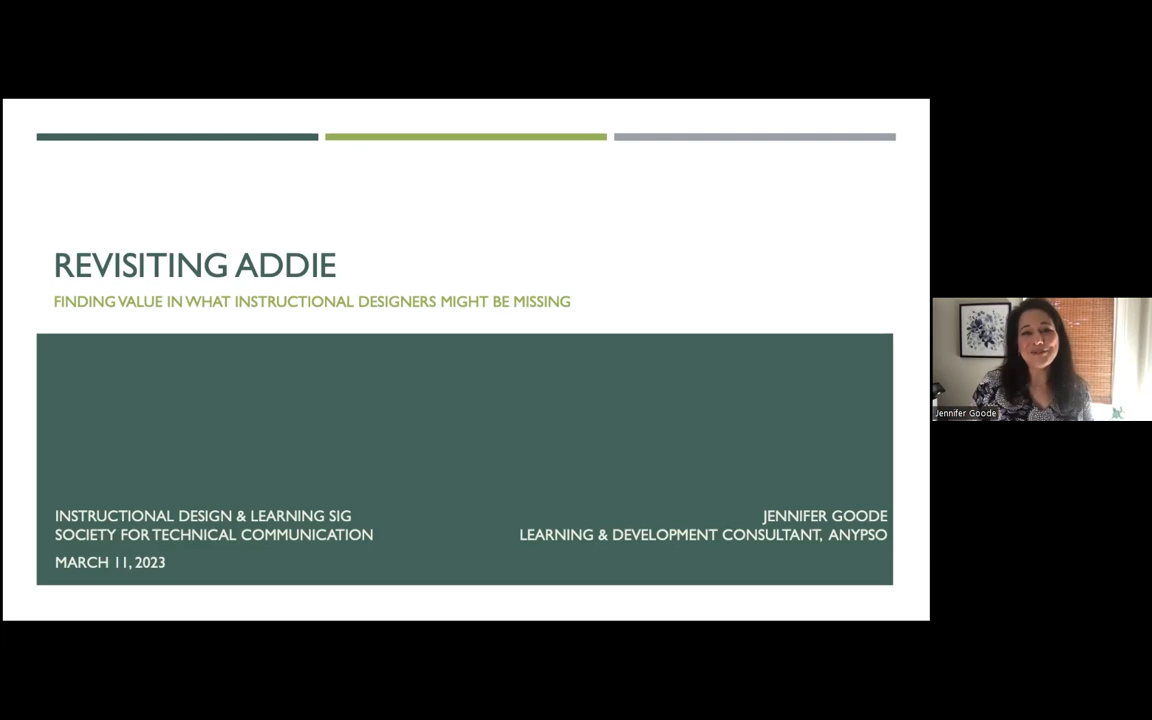 REVISITING ADDIE
FINDING VALUE IN WHAT INSTRUCTIONAL DESIGNERS MIGHT BE MISSING
INSTRUCTIONAL DESIGN & LEARNING SIG
SOCIETY FOR TECHNICAL COMMUNICATION
MARCH 11, 2023
JENNIFER GOODE
LEARNING & DEVELOPMENT CONSULTANT, ANYPSO
Jennifer Goode